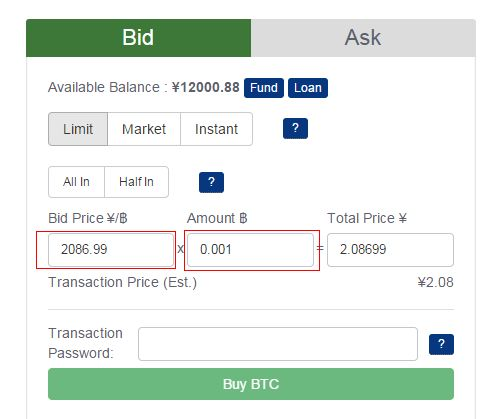 Bid Ask
Available Balance : ¥12000.88 Fund Loan
Limit Market Instant ?
All In Half In ?
Bid Price ¥/฿ Amount ฿ Total Price ¥
2086.99 x 0.001 = 2.08699
Transaction Price (Est.) ¥2.08
Transaction
Password: ?
Buy BTC